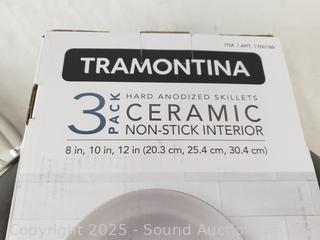 ITM. / ART. 1760789
TRAMONTINA
3 PACK
HARD ANODIZED SKILLETS
CERAMIC
NON-STICK INTERIOR
8 in, 10 in, 12 in (20.3 cm, 25.4 cm, 30.4 cm)
Copyright 2025 - Sound Auction Serv